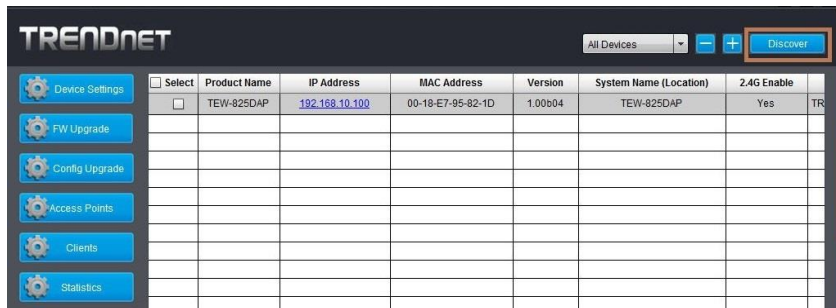 TRENDnet
All Devices
Discover
Device Settings
FW Upgrade
Config Upgrade
Access Points
Clients
Statistics
Select Product Name IP Address MAC Address Version System Name (Location) 2.4G Enable
TEW-825DAP 192.168.10.100 00-18-E7-95-82-1D 1.00b04 TEW-825DAP Yes TR